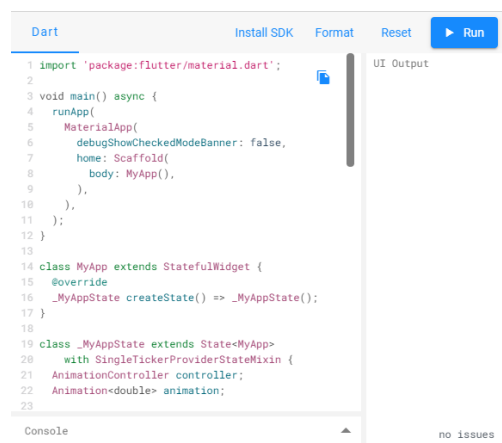 Dart
Install SDK
Format
Reset
Run
1 import 'package:flutter/material.dart';
2
3 void main() async {
4   runApp(
5     MaterialApp(
6       debugShowCheckedModeBanner: false,
7       home: Scaffold(
8         body: MyApp(),
9       ),
10     ),
11   );
12 }
13
14 class MyApp extends StatefulWidget {
15   @override
16   _MyAppState createState() => _MyAppState();
17 }
18
19 class _MyAppState extends State<MyApp>
20     with SingleTickerProviderStateMixin {
21   AnimationController controller;
22   Animation<double> animation;
23
UI Output
Console
no issues